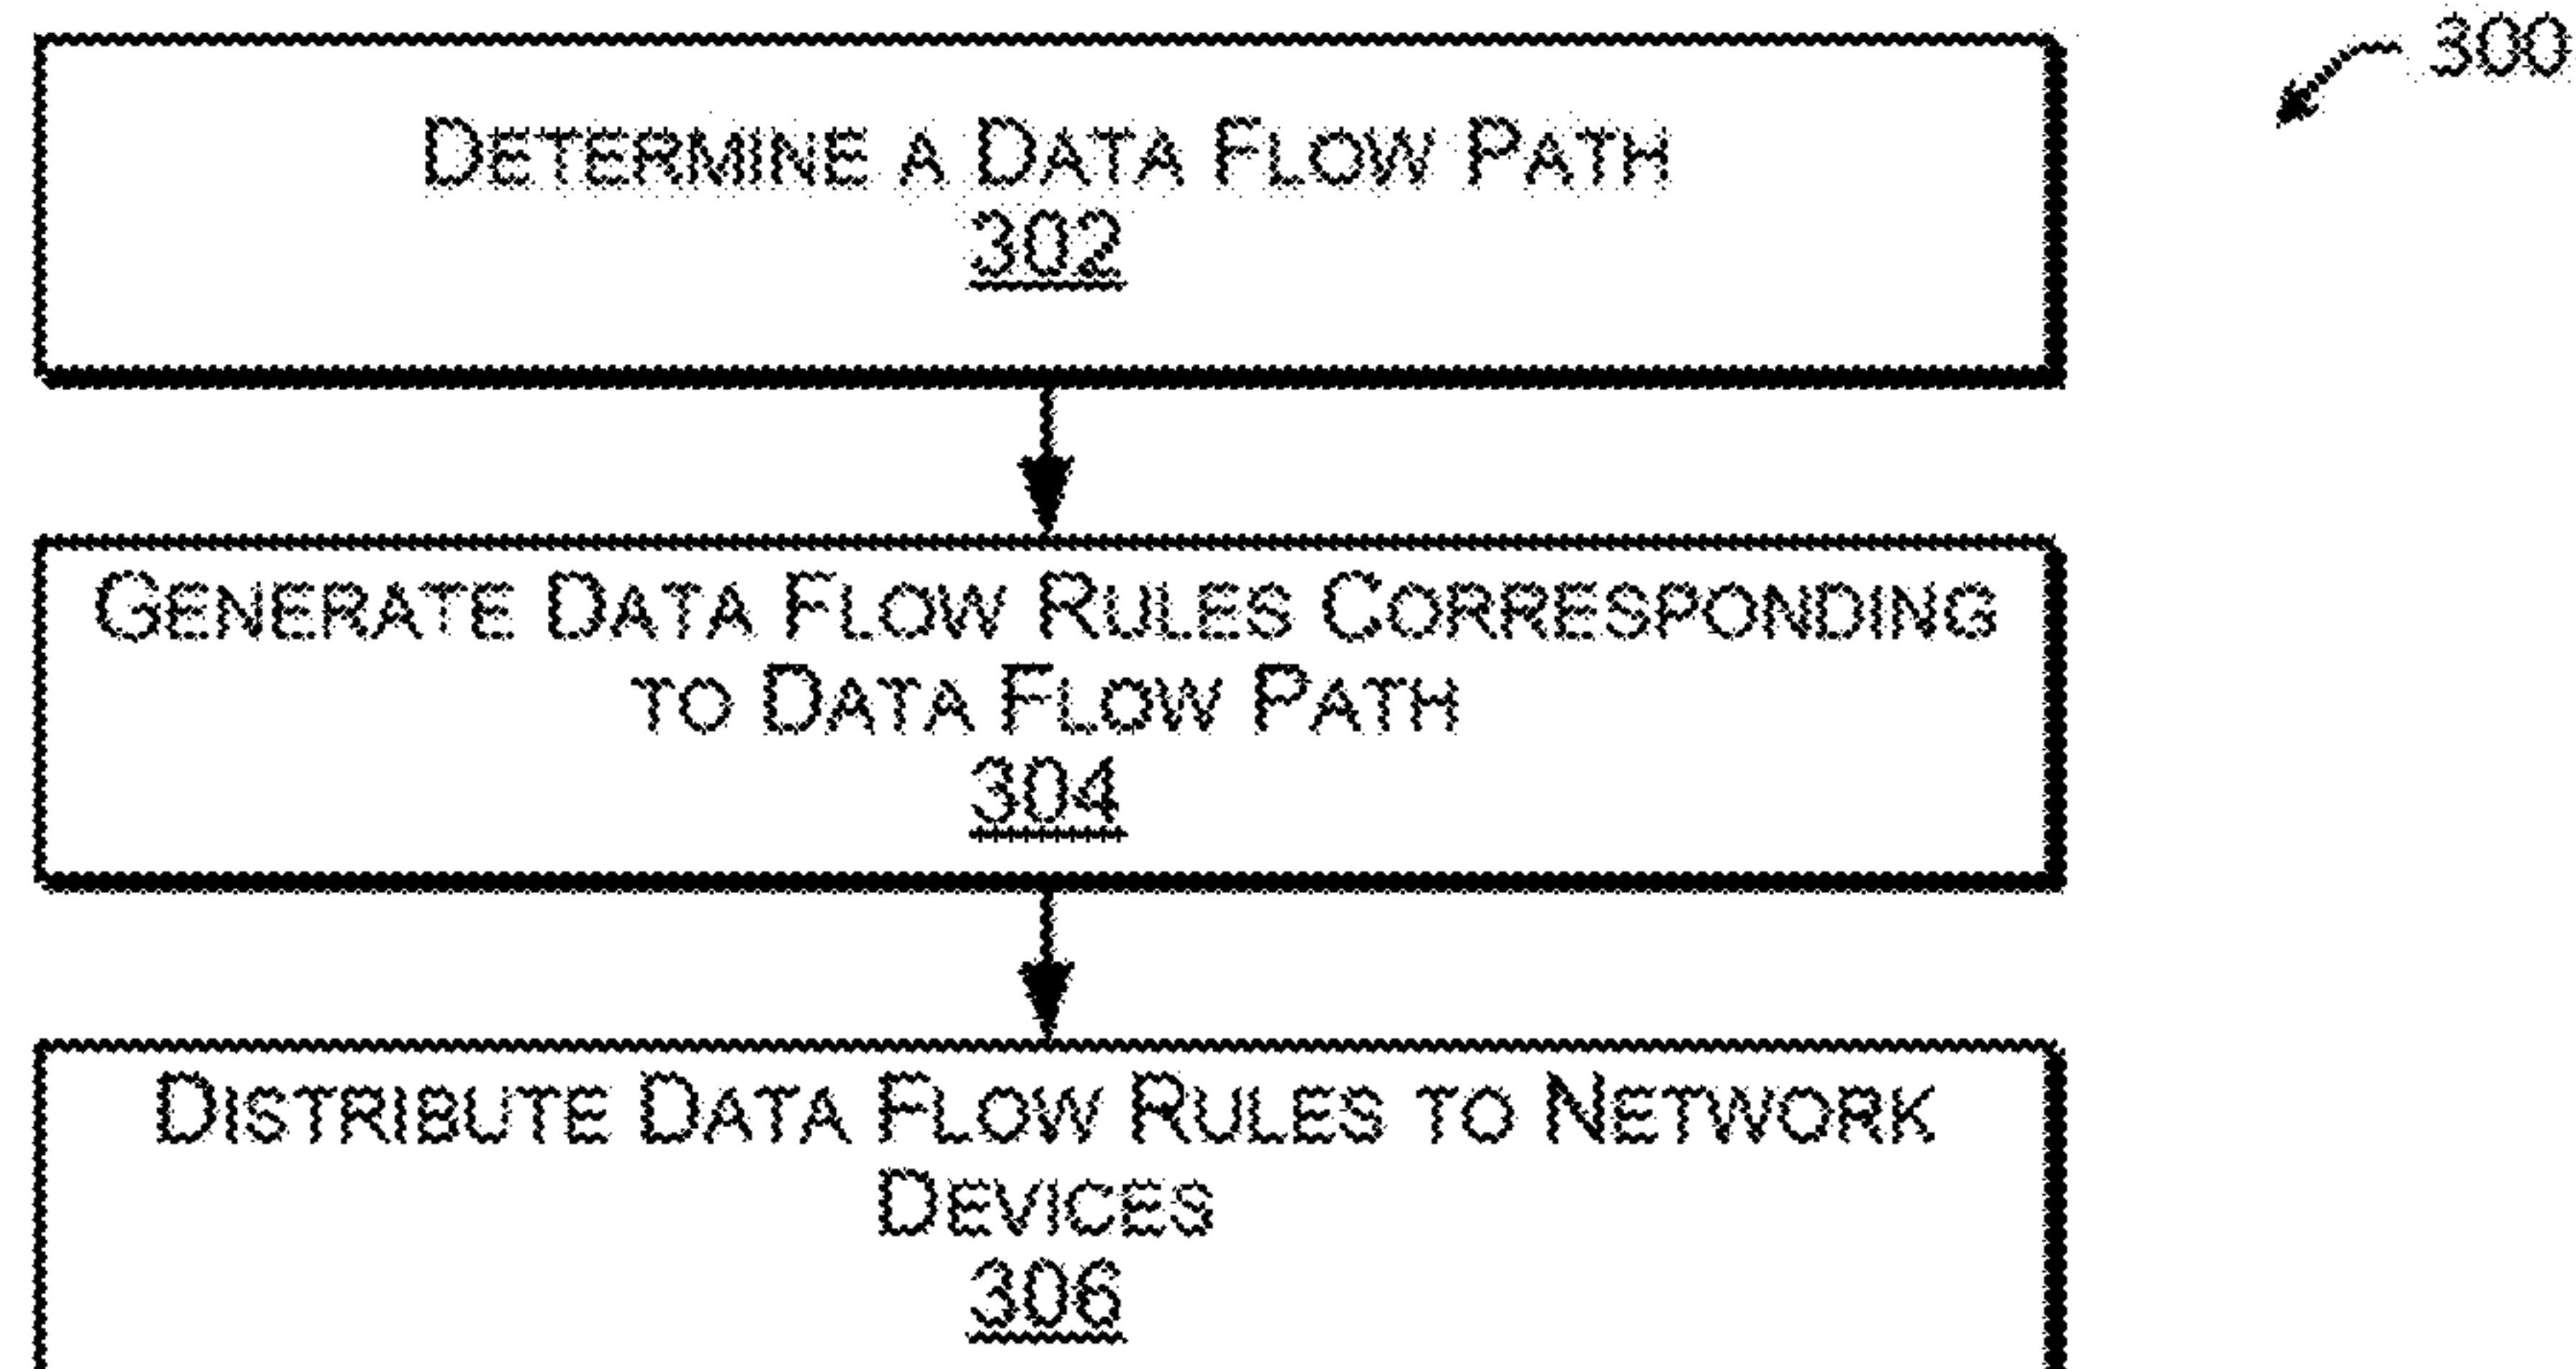 300
DETERMINE A DATA FLOW PATH
302
GENERATE DATA FLOW RULES CORRESPONDING
TO DATA FLOW PATH
304
DISTRIBUTE DATA FLOW RULES TO NETWORK
DEVICES
306